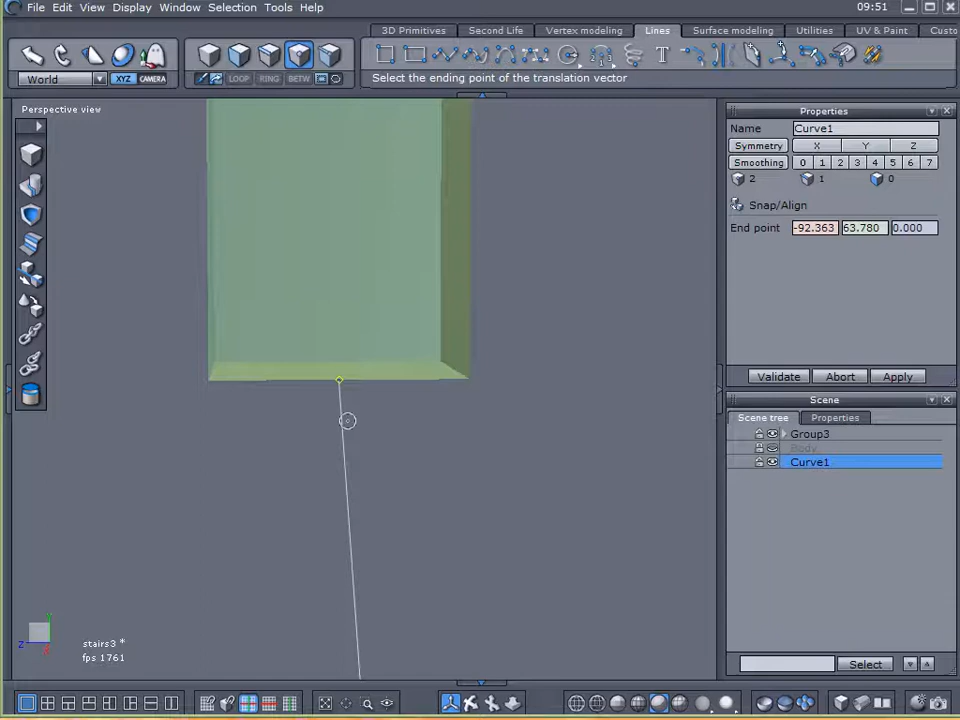 File Edit View Display Window Selection Tools Help 09:51
3D Primitives Second Life Vertex modeling Lines Surface modeling Utilities UV & Paint Custo
World XYZ CAMERA LOOP RING BETW Select the ending point of the translation vector
Perspective view
Properties
Name Curve1
Symmetry X Y Z
Smoothing 0 1 2 3 4 5 6 7
2 1 0
Snap/Align
End point -92.363 63.780 0.000
Validate Abort Apply
Scene
Scene tree Properties
Group3
Body
Curve1
stairs3 *
fps 1761
Z
Select